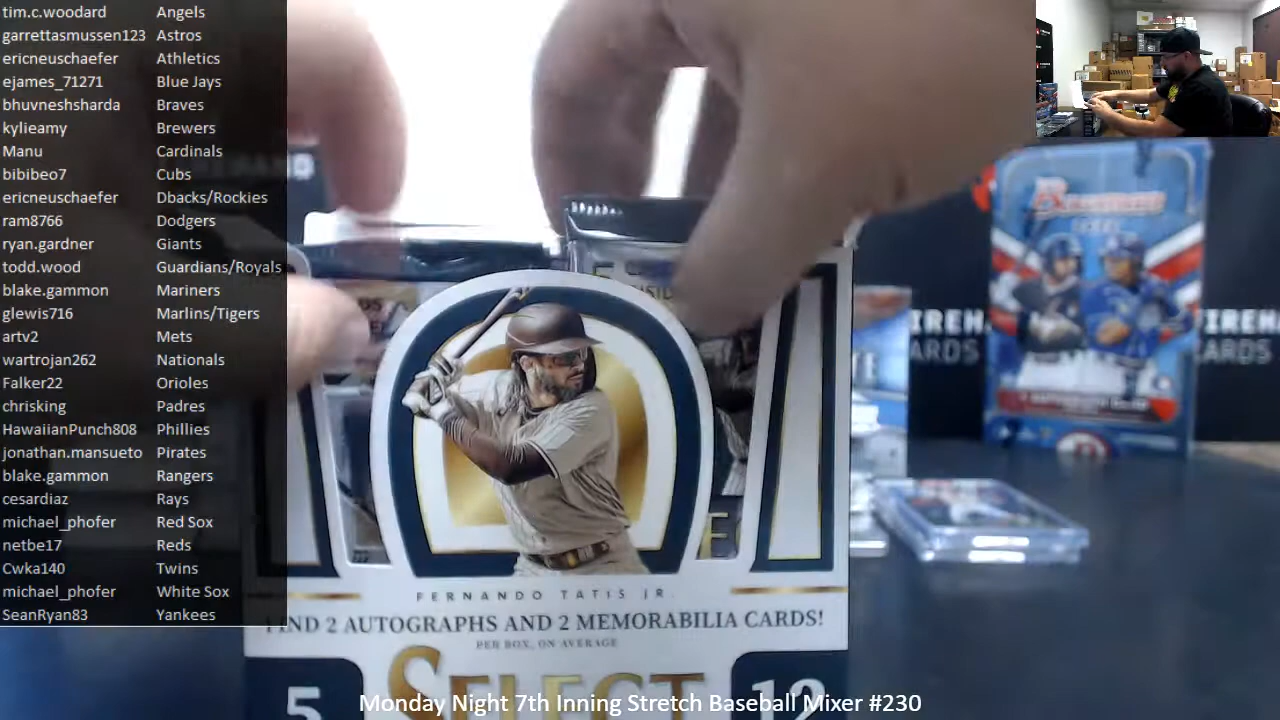 tim.c.woodard Angels
garrettasmussen123 Astros
ericneuschaefer Athletics
ejames_71271 Blue Jays
bhuvneshsharda Braves
kylieamy Brewers
Manu Cardinals
bibibeo7 Cubs
ericneuschaefer Dbacks/Rockies
ram8766 Dodgers
ryan.gardner Giants
todd.wood Guardians/Royals
blake.gammon Mariners
glewis716 Marlins/Tigers
artv2 Mets
wartrojan262 Nationals
Falker22 Orioles
chrisking Padres
HawaiianPunch808 Phillies
jonathan.mansueto Pirates
blake.gammon Rangers
cesardiaz Rays
michael_phofer Red Sox
netbe17 Reds
Cwka140 Twins
michael_phofer White Sox
SeanRyan83 Yankees
Bowman
FERNANDO TATIS JR.
FIND 2 AUTOGRAPHS AND 2 MEMORABILIA CARDS!
PER BOX, ON AVERAGE
SELECT
5
12
Monday Night 7th Inning Stretch Baseball Mixer #230